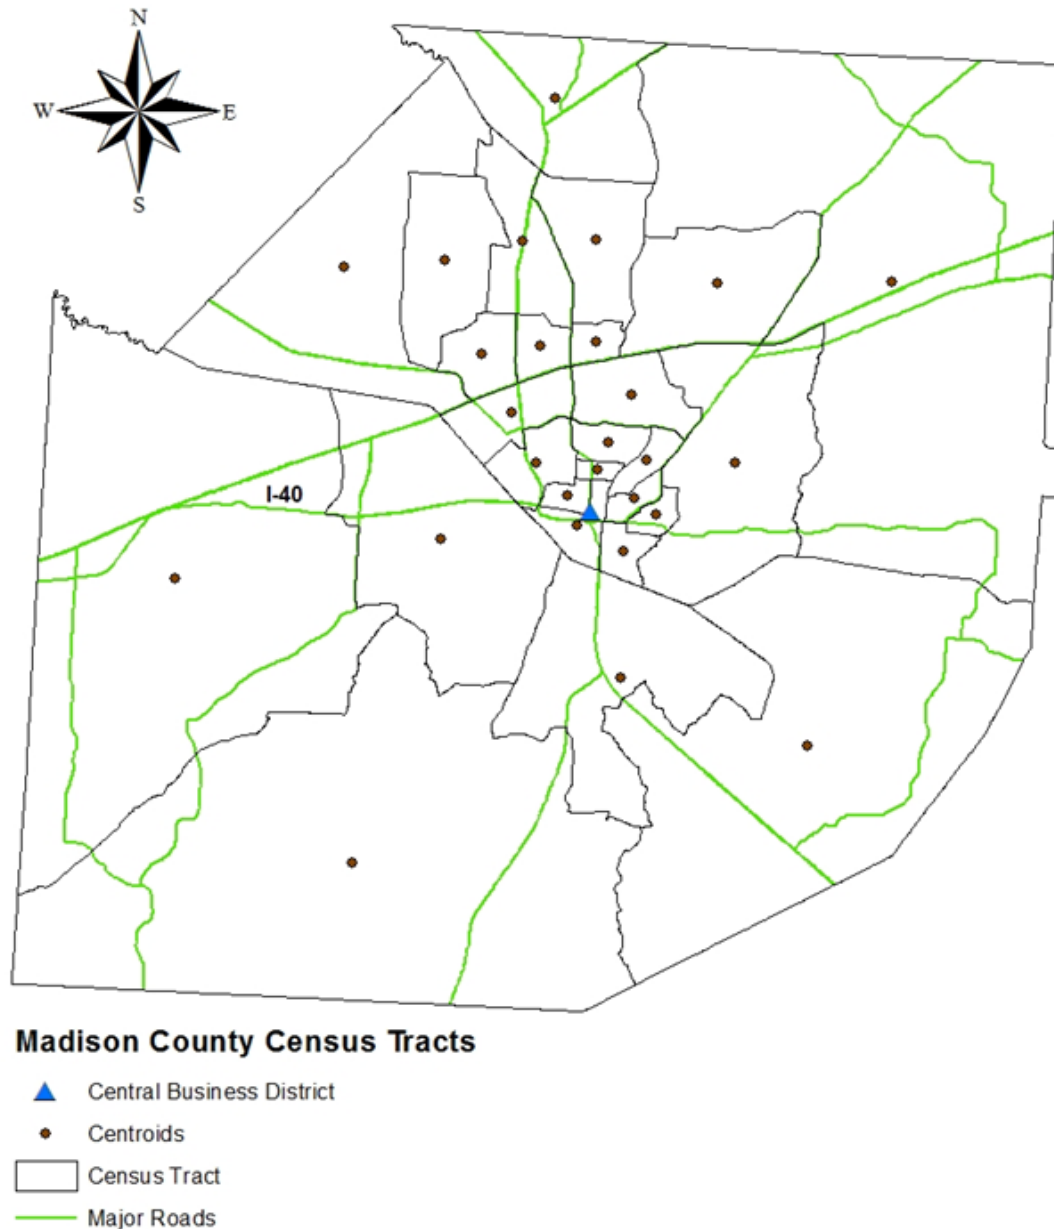 N
W E
S
I-40
Madison County Census Tracts
Central Business District
Centroids
Census Tract
Major Roads